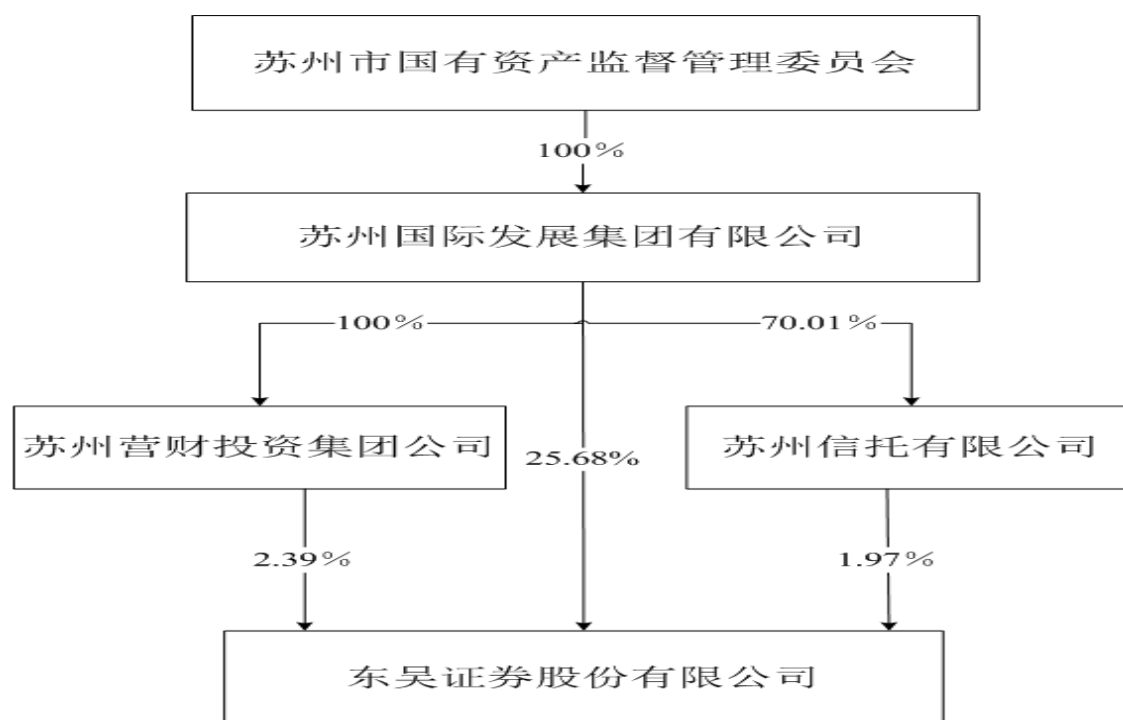 苏州市国有资产监督管理委员会
100%
苏州国际发展集团有限公司
100%
70.01%
苏州营财投资集团公司
25.68%
苏州信托有限公司
2.39%
1.97%
东吴证券股份有限公司